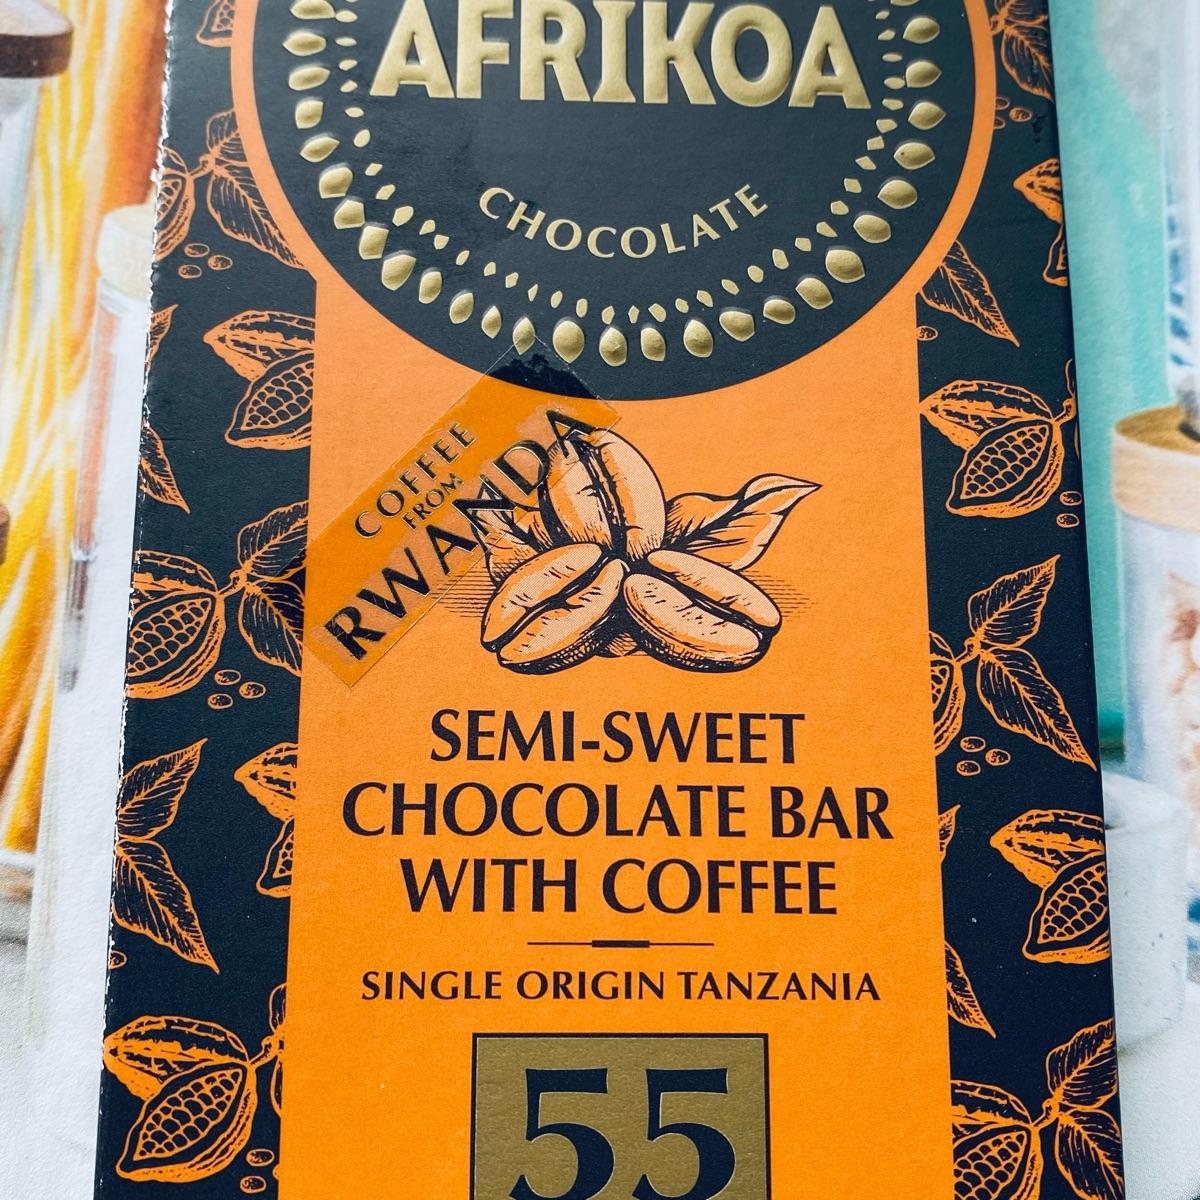 AFRIKOA
CHOCOLATE
COFFEE
FROM
RWANDA
SEMI-SWEET
CHOCOLATE BAR
WITH COFFEE
SINGLE ORIGIN TANZANIA
55